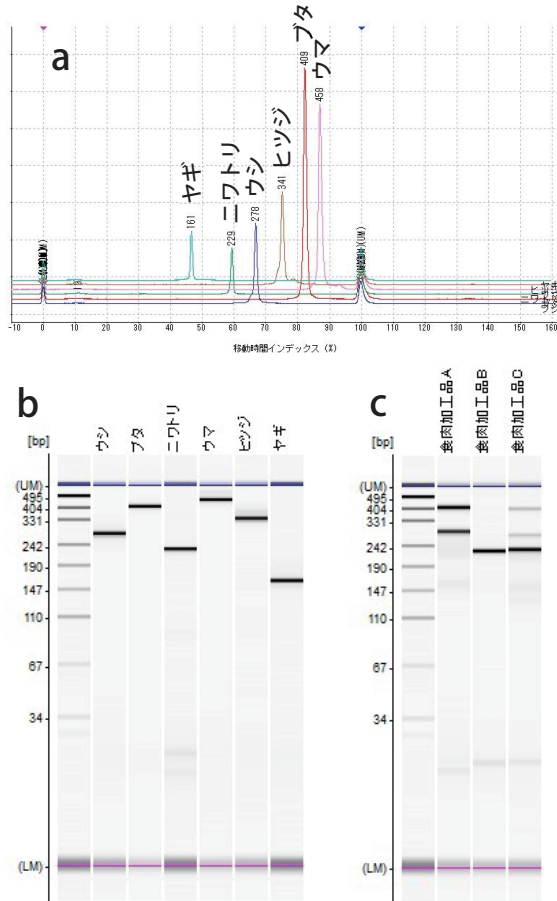 a
ヤギ
ニワトリ
ウシ
ヒツジ
ブタ
ウマ
161
229
278
341
409
458
-10 0 10 20 30 40 50 60 70 80 90 100 110 120 130 140 150 160
移動時間インデックス (%)
b
[bp]
ウシ
ブタ
ニワトリ
ウマ
ヒツジ
ヤギ
(UM)
495
404
331
242
190
147
110
67
34
(LM)
c
[bp]
食肉加工品A
食肉加工品B
食肉加工品C
(UM)
495
404
331
242
190
147
110
67
34
(LM)